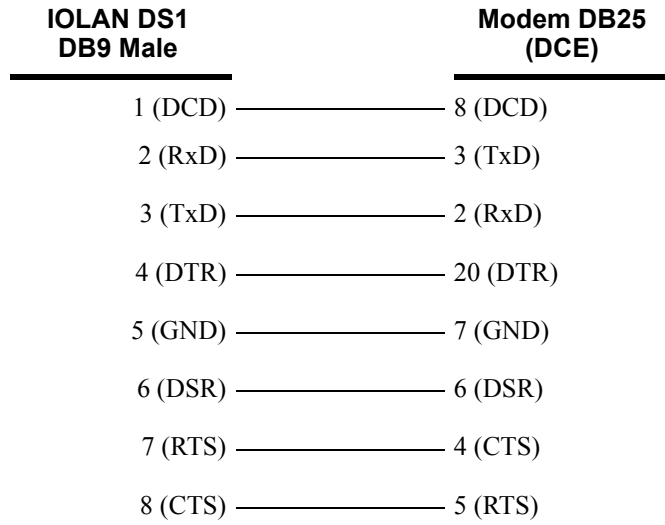 IOLAN DS1 DB9 Male
Modem DB25 (DCE)
1 (DCD) 8 (DCD)
2 (RxD) 3 (TxD)
3 (TxD) 2 (RxD)
4 (DTR) 20 (DTR)
5 (GND) 7 (GND)
6 (DSR) 6 (DSR)
7 (RTS) 4 (CTS)
8 (CTS) 5 (RTS)